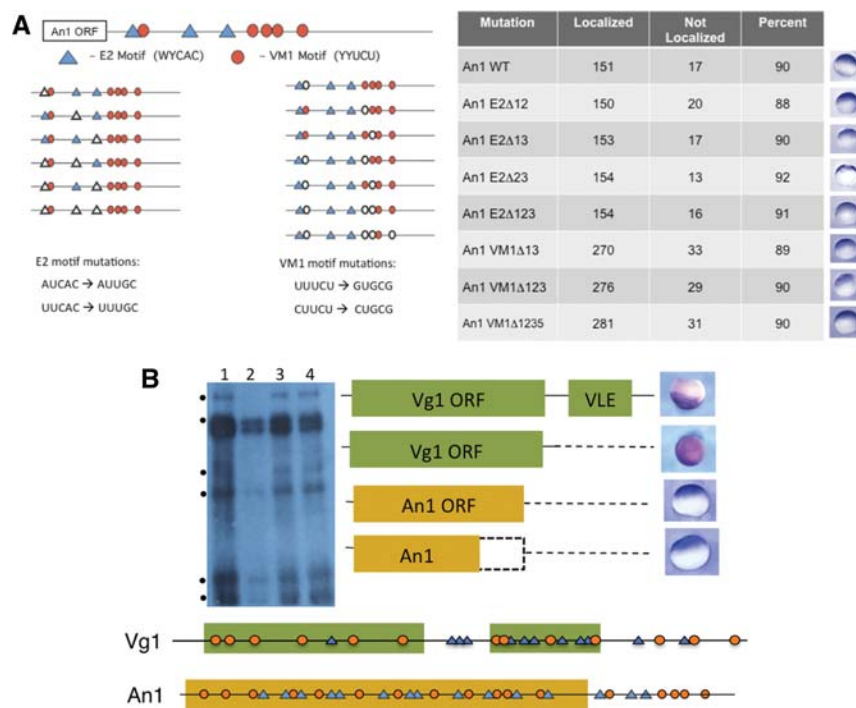 A
An1 ORF
- E2 Motif (WYCAC)
- VM1 Motif (YYUCU)
E2 motif mutations:
AUCAC → AUUGC
UUCAC → UUUGC
VM1 motif mutations:
UUUCU → GUGCG
CUUCU → CUGCG
Mutation Localized Not Localized Percent
An1 WT 151 17 90
An1 E2Δ12 150 20 88
An1 E2Δ13 153 17 90
An1 E2Δ23 154 13 92
An1 E2Δ123 154 16 91
An1 VM1Δ13 270 33 89
An1 VM1Δ123 276 29 90
An1 VM1Δ1235 281 31 90
B
1 2 3 4
Vg1 ORF VLE
Vg1 ORF
An1 ORF
An1
Vg1
An1